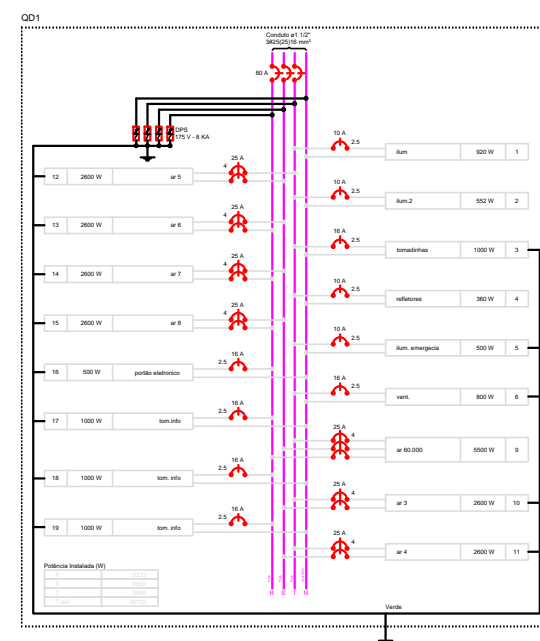 QD1
Conduto ø1.1/2"
3#25(25)16 mm²
80 A
DPS
175 V - 8 KA
10 A
2.5
ilum 920 W 1
25 A
4
12 2600 W ar 5
10 A
2.5
ilum.2 552 W 2
25 A
4
13 2600 W ar 6
16 A
2.5
tomadinhas 1000 W 3
25 A
4
14 2600 W ar 7
10 A
2.5
refletores 360 W 4
25 A
4
15 2600 W ar 8
10 A
2.5
ilum. emergecia 500 W 5
16 A
2.5
16 500 W portão eletronico
16 A
2.5
vent. 800 W 6
16 A
2.5
17 1000 W tom.info
25 A
4
ar 60.000 5500 W 9
16 A
2.5
18 1000 W tom. info
25 A
4
ar 3 2600 W 10
16 A
2.5
19 1000 W tom. info
25 A
4
ar 4 2600 W 11
Potência Instalada (W)
R
S
T
Total
R S T N
Verde